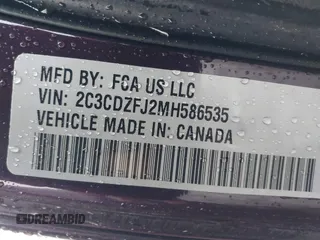 MFD BY: FCA US LLC
VIN: 2C3CDZFJ2MH586535
VEHICLE MADE IN: CANADA
DREAMBID